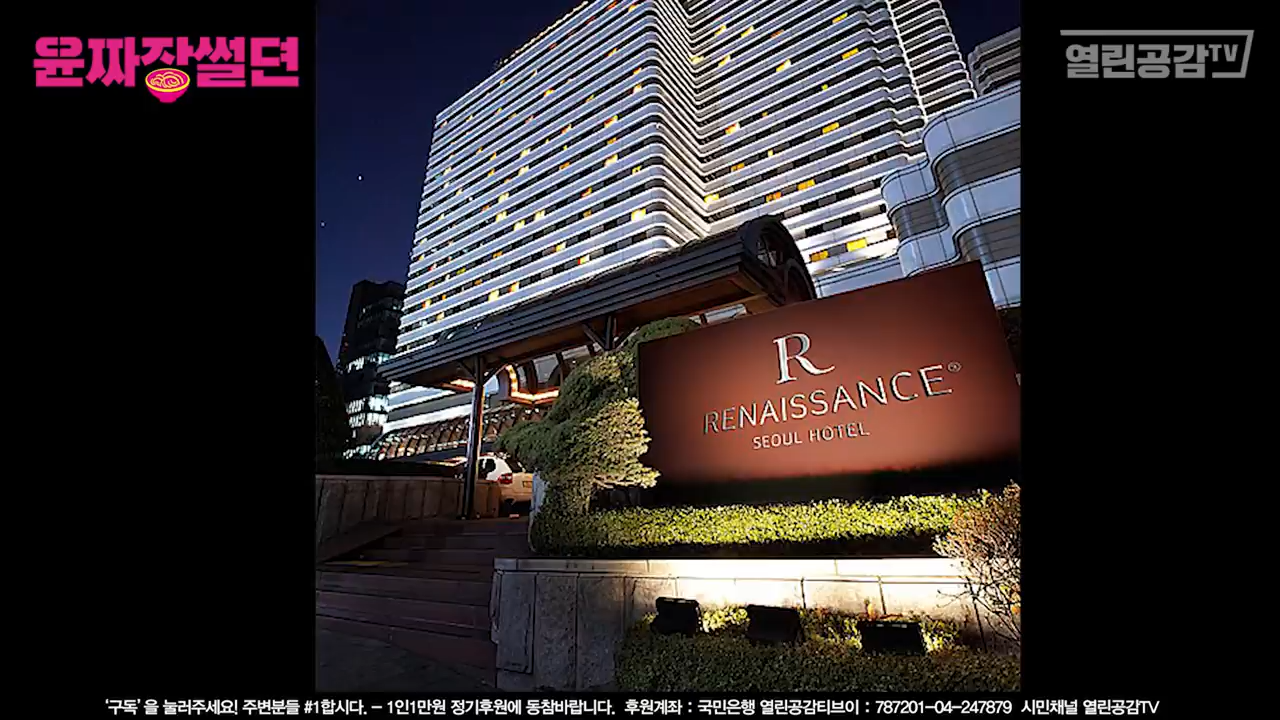 윤짜장썰뎐
열린공감TV
R
RENAISSANCE®
SEOUL HOTEL
‘구독’을 눌러주세요! 주변분들 #1합시다. – 1인1만원 정기후원에 동참바랍니다. 후원계좌 : 국민은행 열린공감티브이 : 787201-04-247879 시민채널 열린공감TV